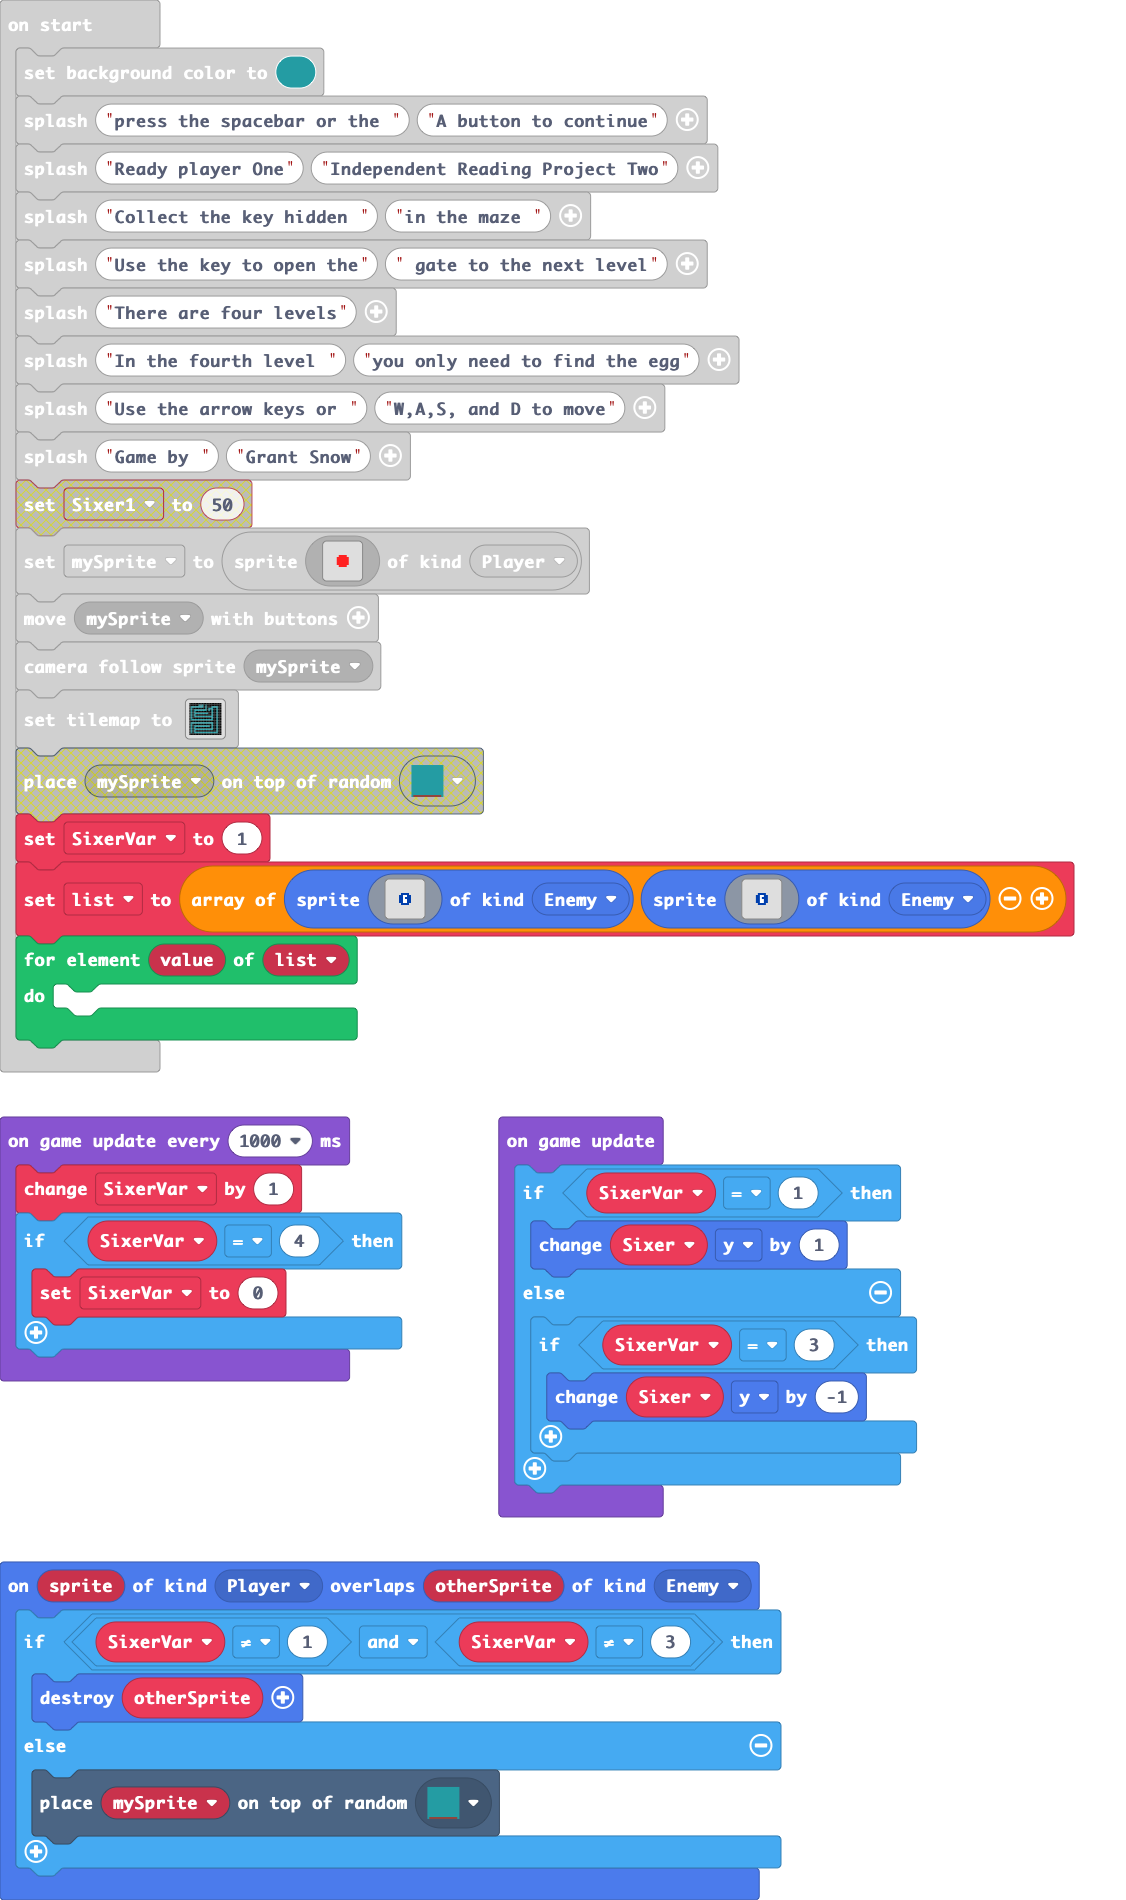 on start
set background color to
splash "press the spacebar or the " "A button to continue"
splash "Ready player One" "Independent Reading Project Two"
splash "Collect the key hidden " "in the maze "
splash "Use the key to open the" " gate to the next level"
splash "There are four levels"
splash "In the fourth level " "you only need to find the egg"
splash "Use the arrow keys or " "W,A,S, and D to move"
splash "Game by " "Grant Snow"
set Sixer1 to 50
set mySprite to sprite of kind Player
move mySprite with buttons
camera follow sprite mySprite
set tilemap to
place mySprite on top of random
set SixerVar to 1
set list to array of sprite of kind Enemy sprite of kind Enemy
for element value of list
do
on game update every 1000 ms
change SixerVar by 1
if SixerVar = 4 then
set SixerVar to 0
on game update
if SixerVar = 1 then
change Sixer y by 1
else
if SixerVar = 3 then
change Sixer y by -1
on sprite of kind Player overlaps otherSprite of kind Enemy
if SixerVar ≠ 1 and SixerVar ≠ 3 then
destroy otherSprite
else
place mySprite on top of random